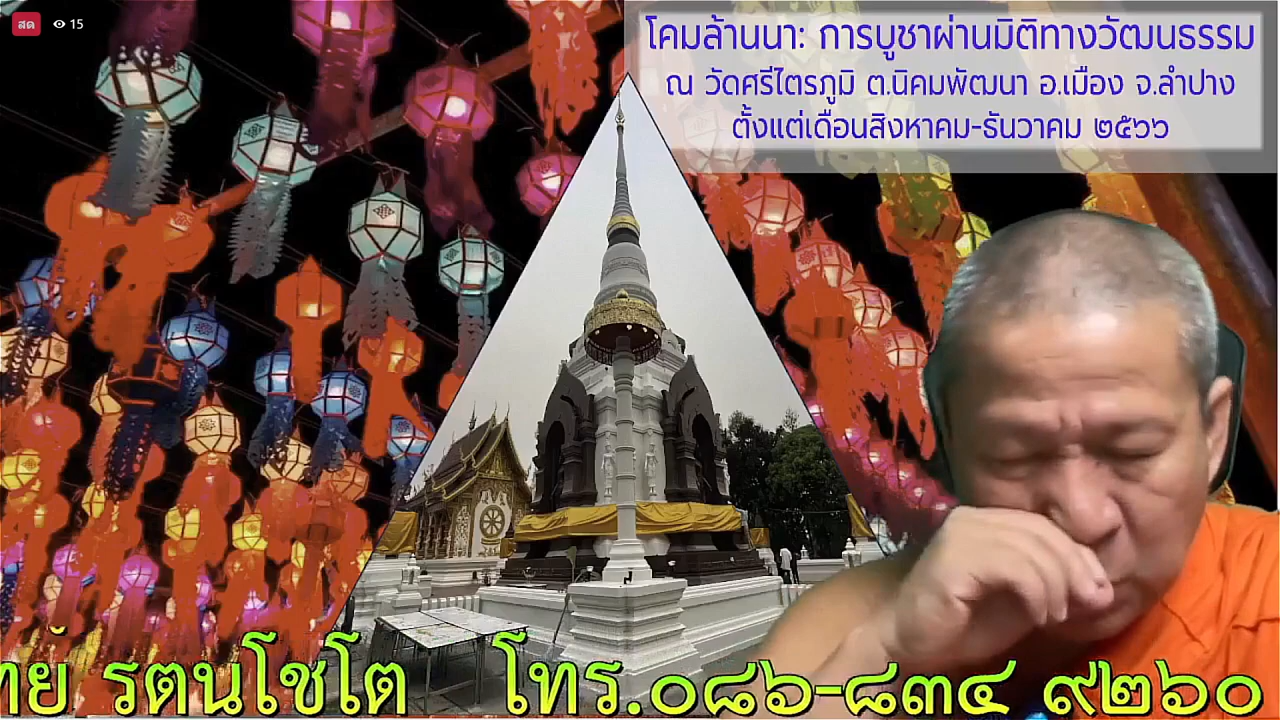 สด 15
โคมล้านนา: การบูชาผ่านมิติทางวัฒนธรรม
ณ วัดศรีไตรภูมิ ต.นิคมพัฒนา อ.เมือง จ.ลำปาง
ตั้งแต่เดือนสิงหาคม-ธันวาคม ๒๕๖๖
รตนโชโต โทร.๐๘๖-๘๓๔ ๙๒๖๐